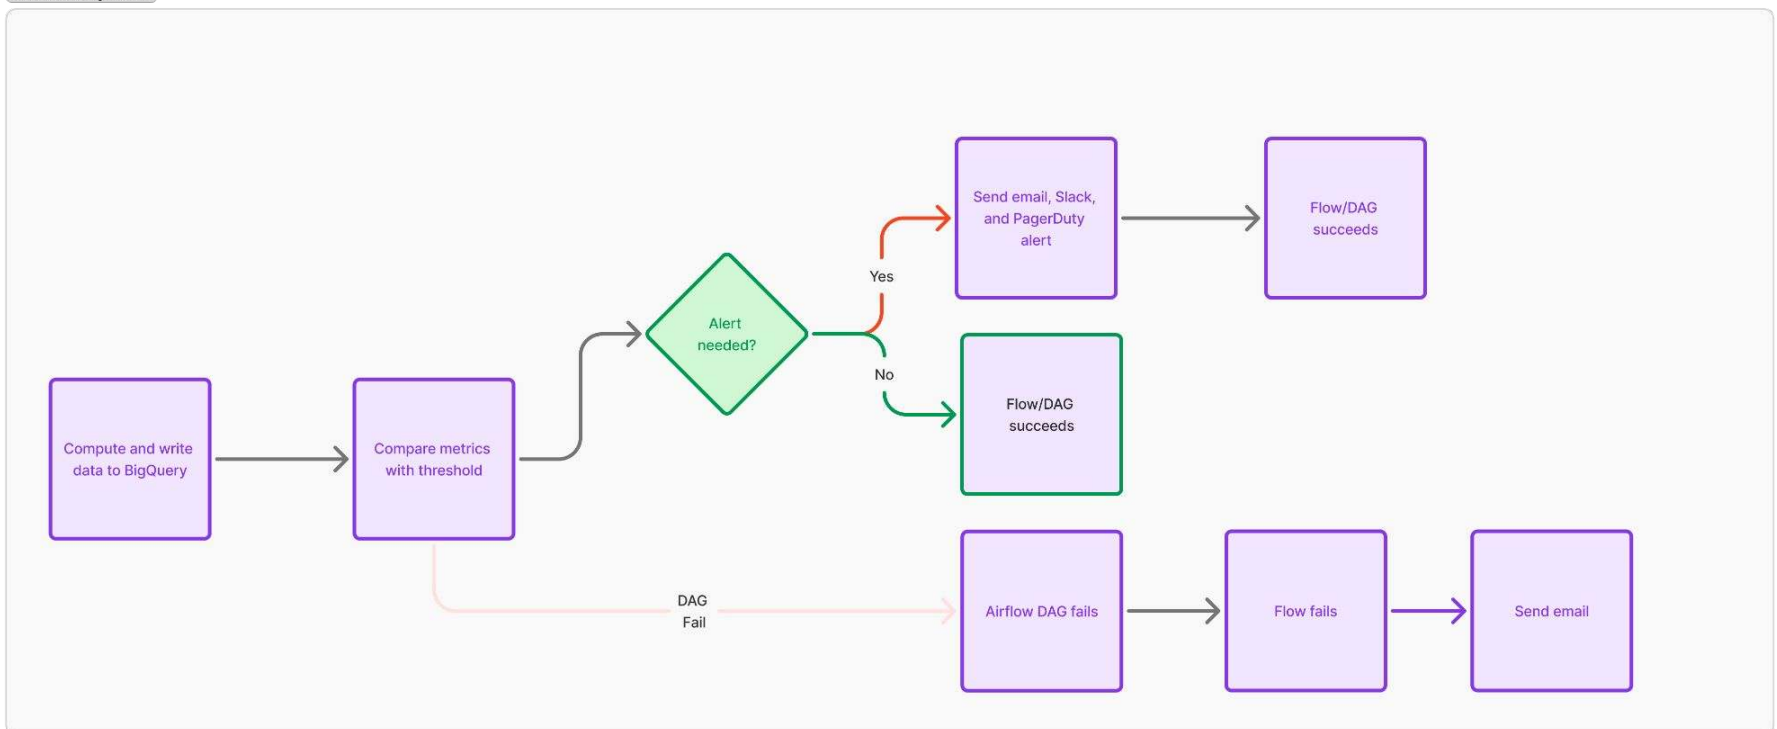 Send email, Slack,
and PagerDuty
alert
Flow/DAG
succeeds
Yes
Alert
needed?
No
Flow/DAG
succeeds
Compute and write
data to BigQuery
Compare metrics
with threshold
DAG
Fail
Airflow DAG fails
Flow fails
Send email